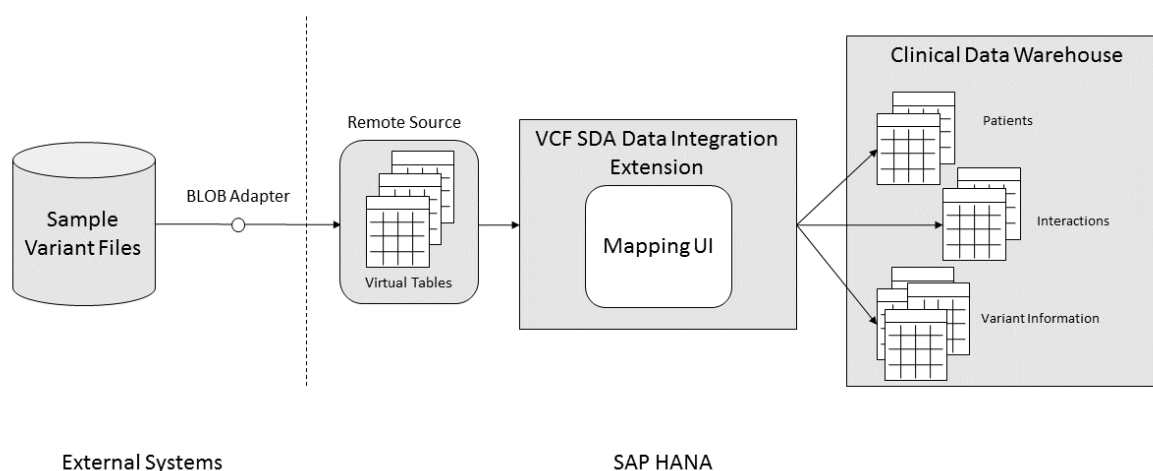 Clinical Data Warehouse
Remote Source
VCF SDA Data Integration
Extension
Patients
BLOB Adapter
Sample
Variant Files
Mapping UI
Interactions
Virtual Tables
Variant Information
External Systems
SAP HANA